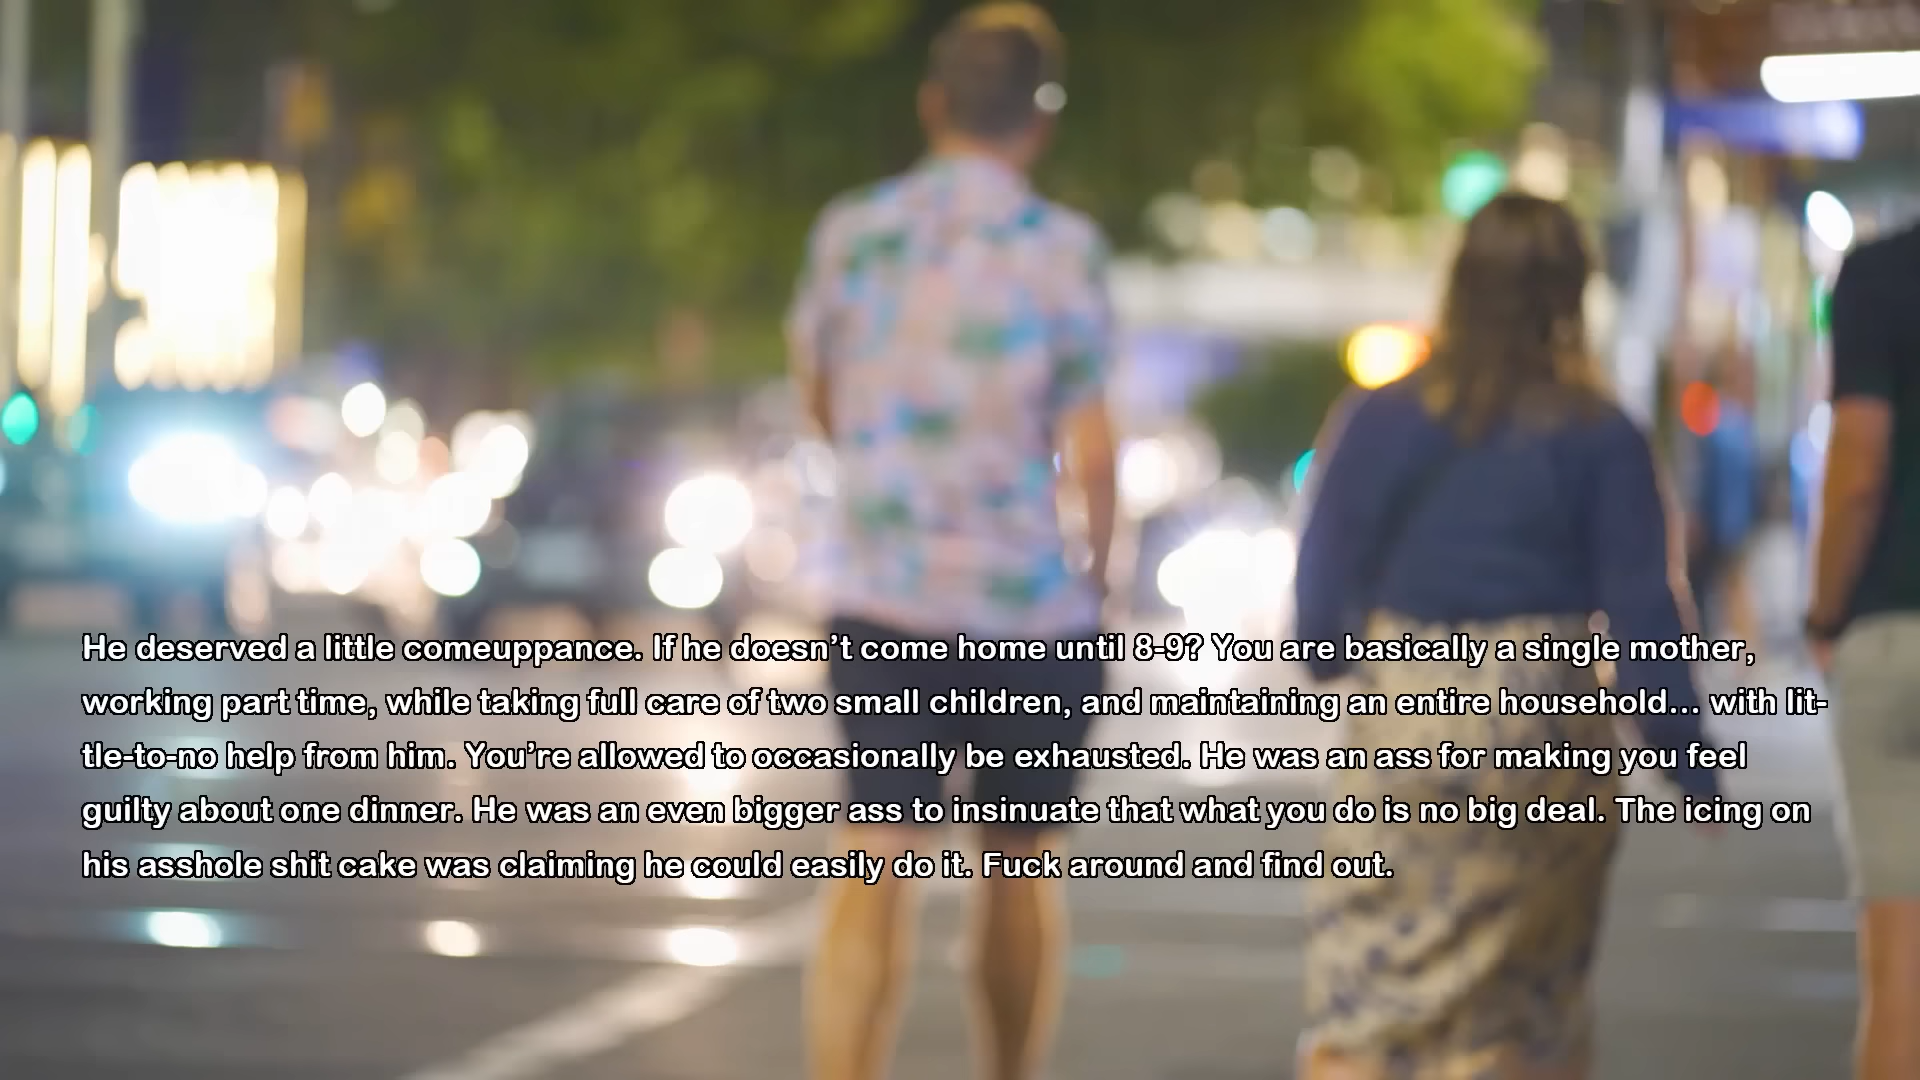 He deserved a little comeuppance. If he doesn’t come home until 8-9? You are basically a single mother,
working part time, while taking full care of two small children, and maintaining an entire household... with lit-
tle-to-no help from him. You’re allowed to occasionally be exhausted. He was an ass for making you feel
guilty about one dinner. He was an even bigger ass to insinuate that what you do is no big deal. The icing on
his asshole shit cake was claiming he could easily do it. Fuck around and find out.